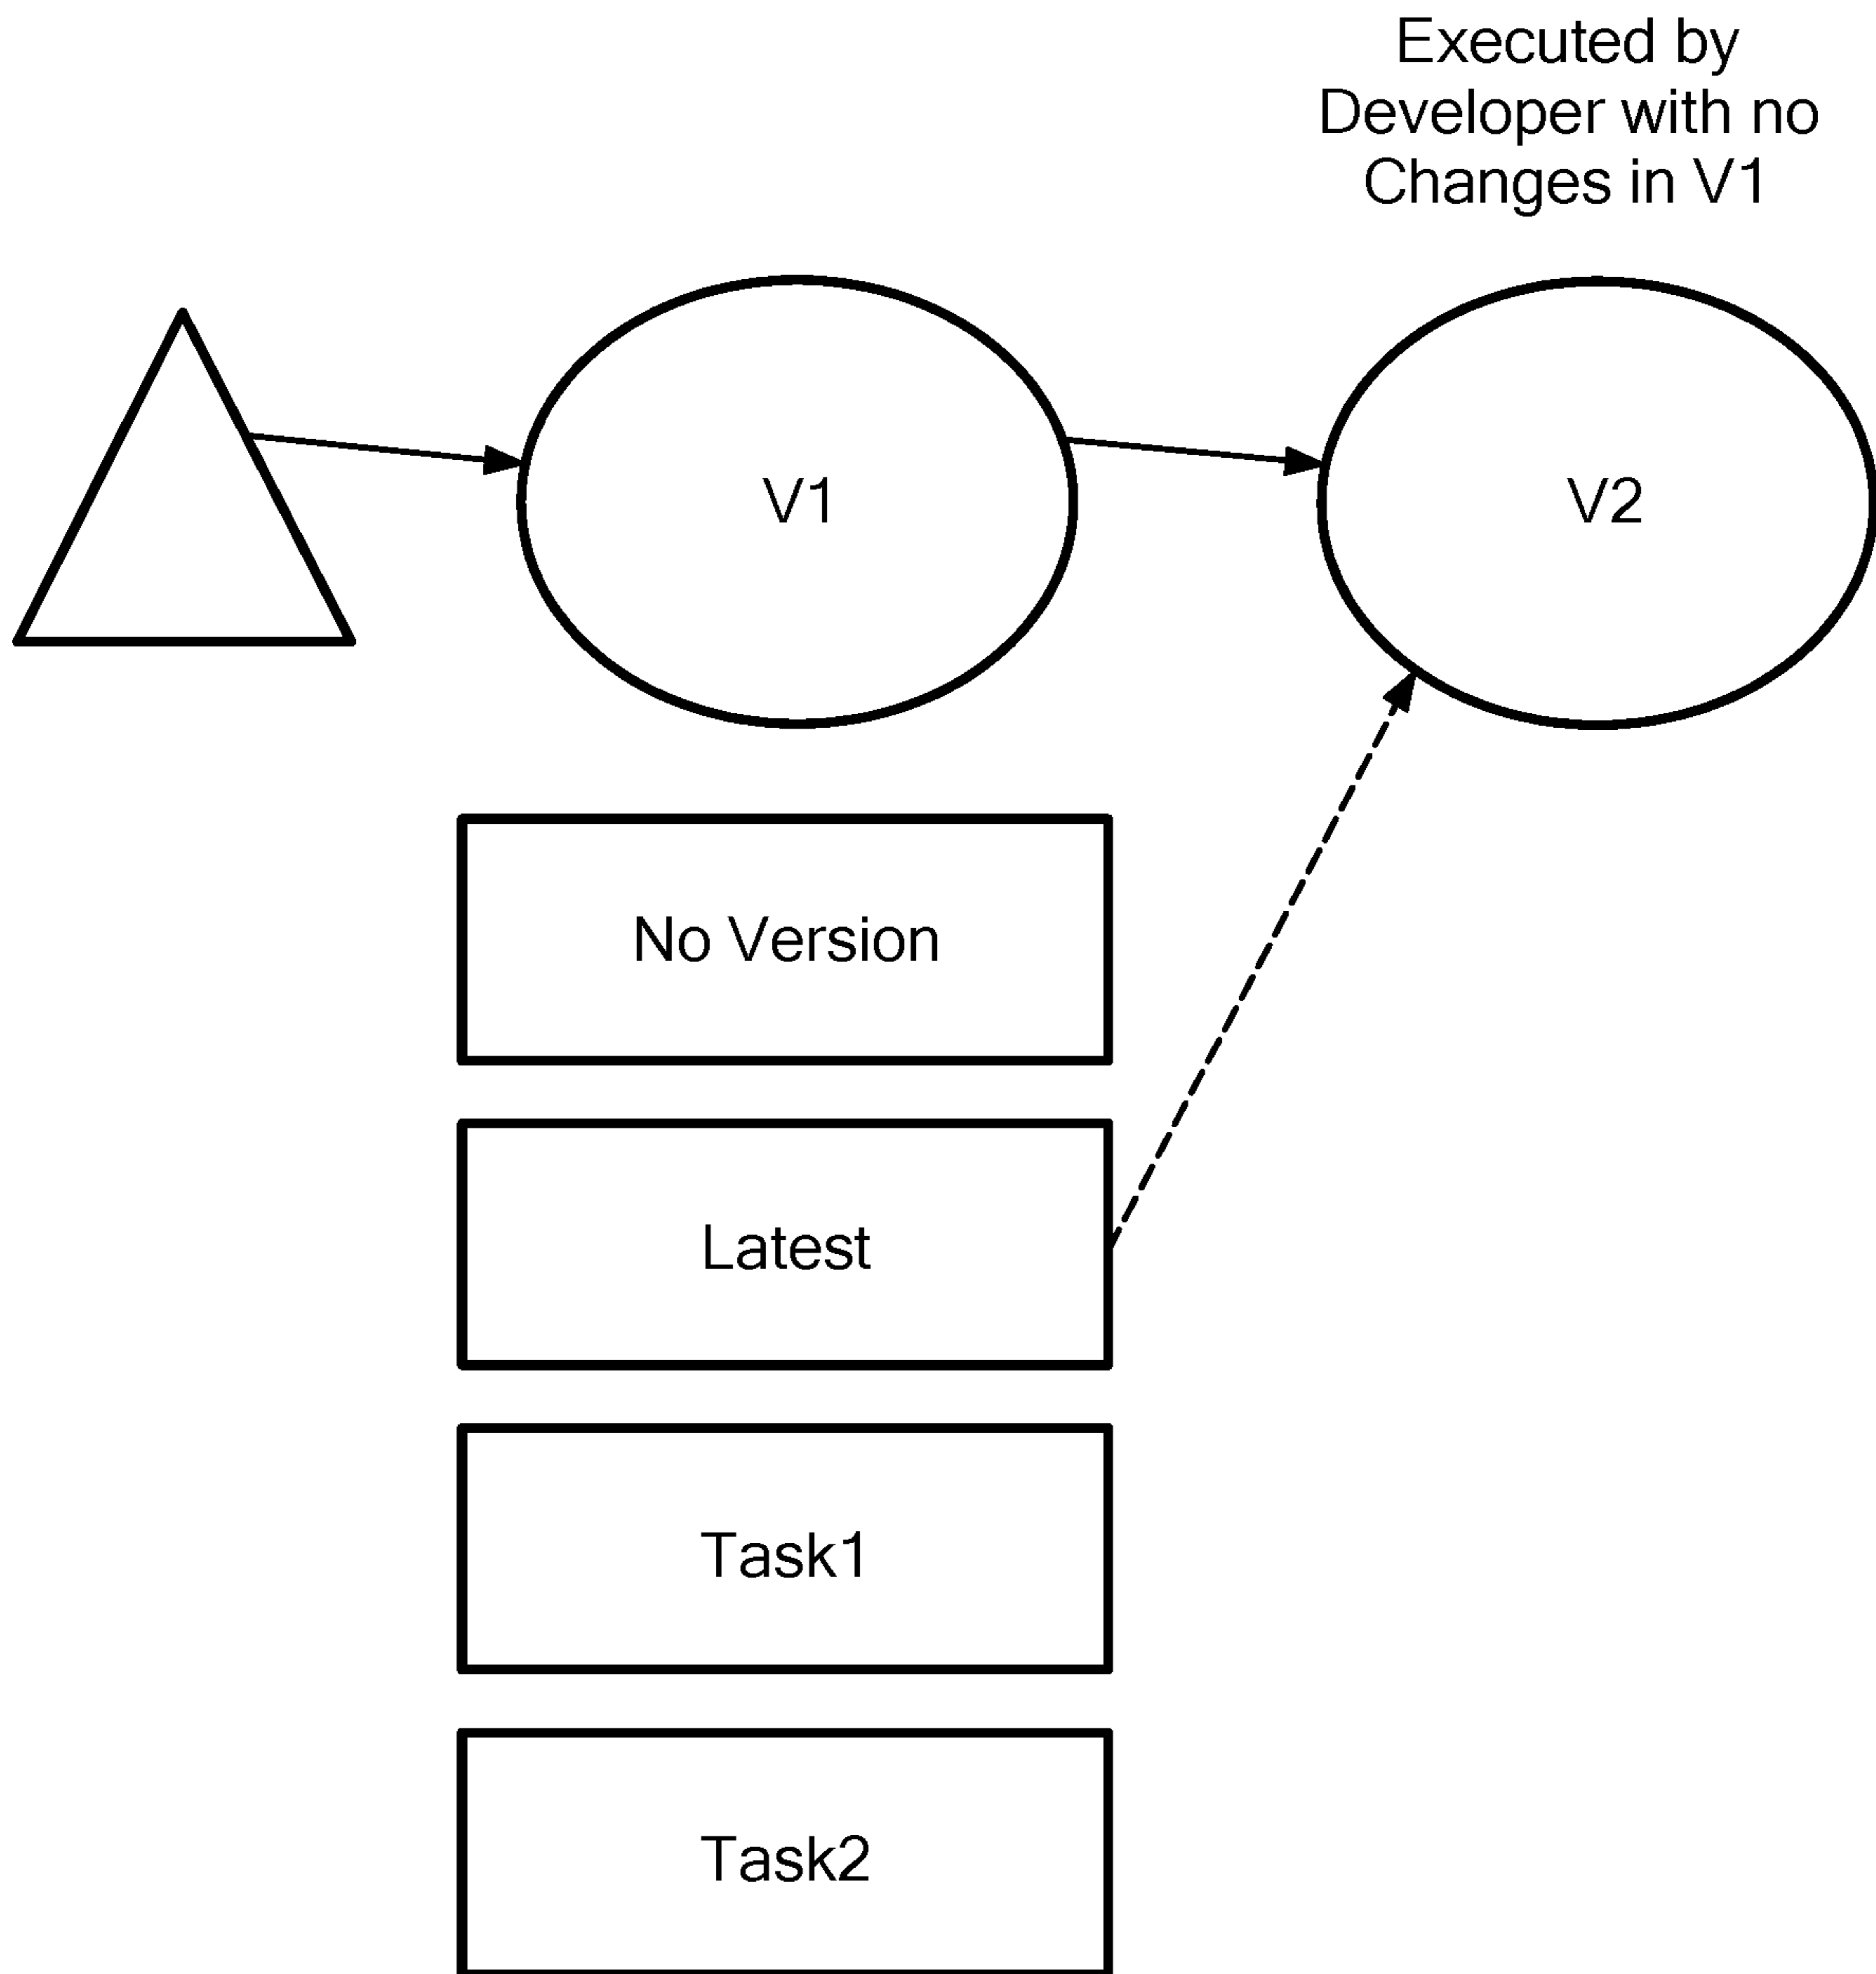 Executed by
Developer with no
Changes in V1
V1
V2
No Version
Latest
Task1
Task2